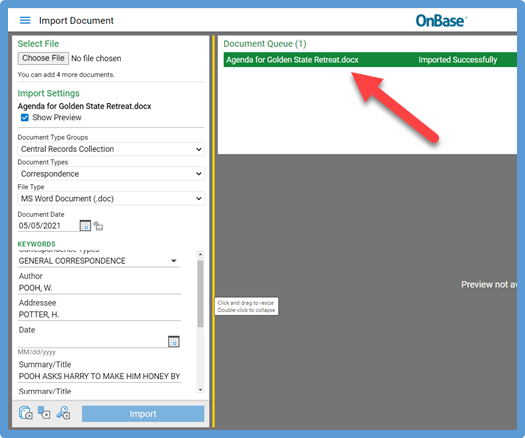 Import Document
OnBase
Select File
Choose File No file chosen
You can add 4 more documents.
Import Settings
Agenda for Golden State Retreat.docx
Show Preview
Document Type Groups
Central Records Collection
Document Types
Correspondence
File Type
MS Word Document (.doc)
Document Date
05/05/2021
KEYWORDS
Correspondence Types
GENERAL CORRESPONDENCE
Author
POOH, W.
Addressee
POTTER, H.
Date
MM/dd/yyyy
Summary/Title
POOH ASKS HARRY TO MAKE HIM HONEY BY
Summary/Title
Import
Document Queue (1)
Agenda for Golden State Retreat.docx Imported Successfully
Preview not av
Click and drag to resize
Double-click to collapse